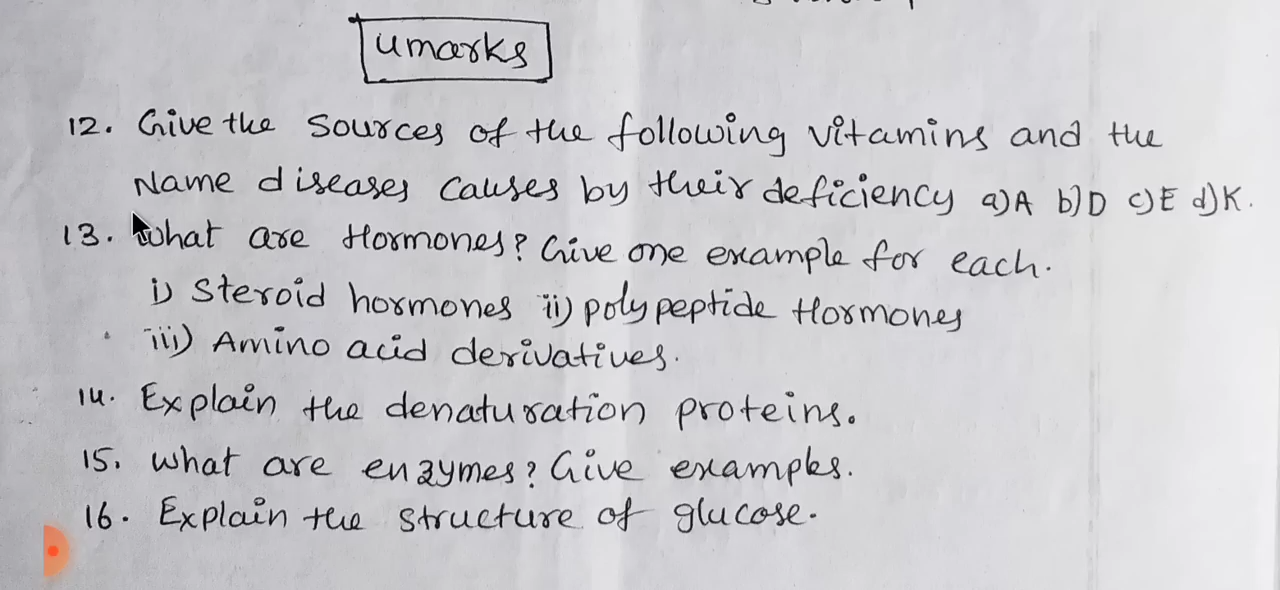 4marks
12. Give the sources of the following vitamins and the
Name diseases causes by their deficiency a)A b)D c)E d)K.
13. What are Hormones? Give one example for each.
i) Steroid hormones ii) polypeptide Hormones
iii) Amino acid derivatives.
14. Explain the denaturation proteins.
15. What are enzymes? Give examples.
16. Explain the structure of glucose.